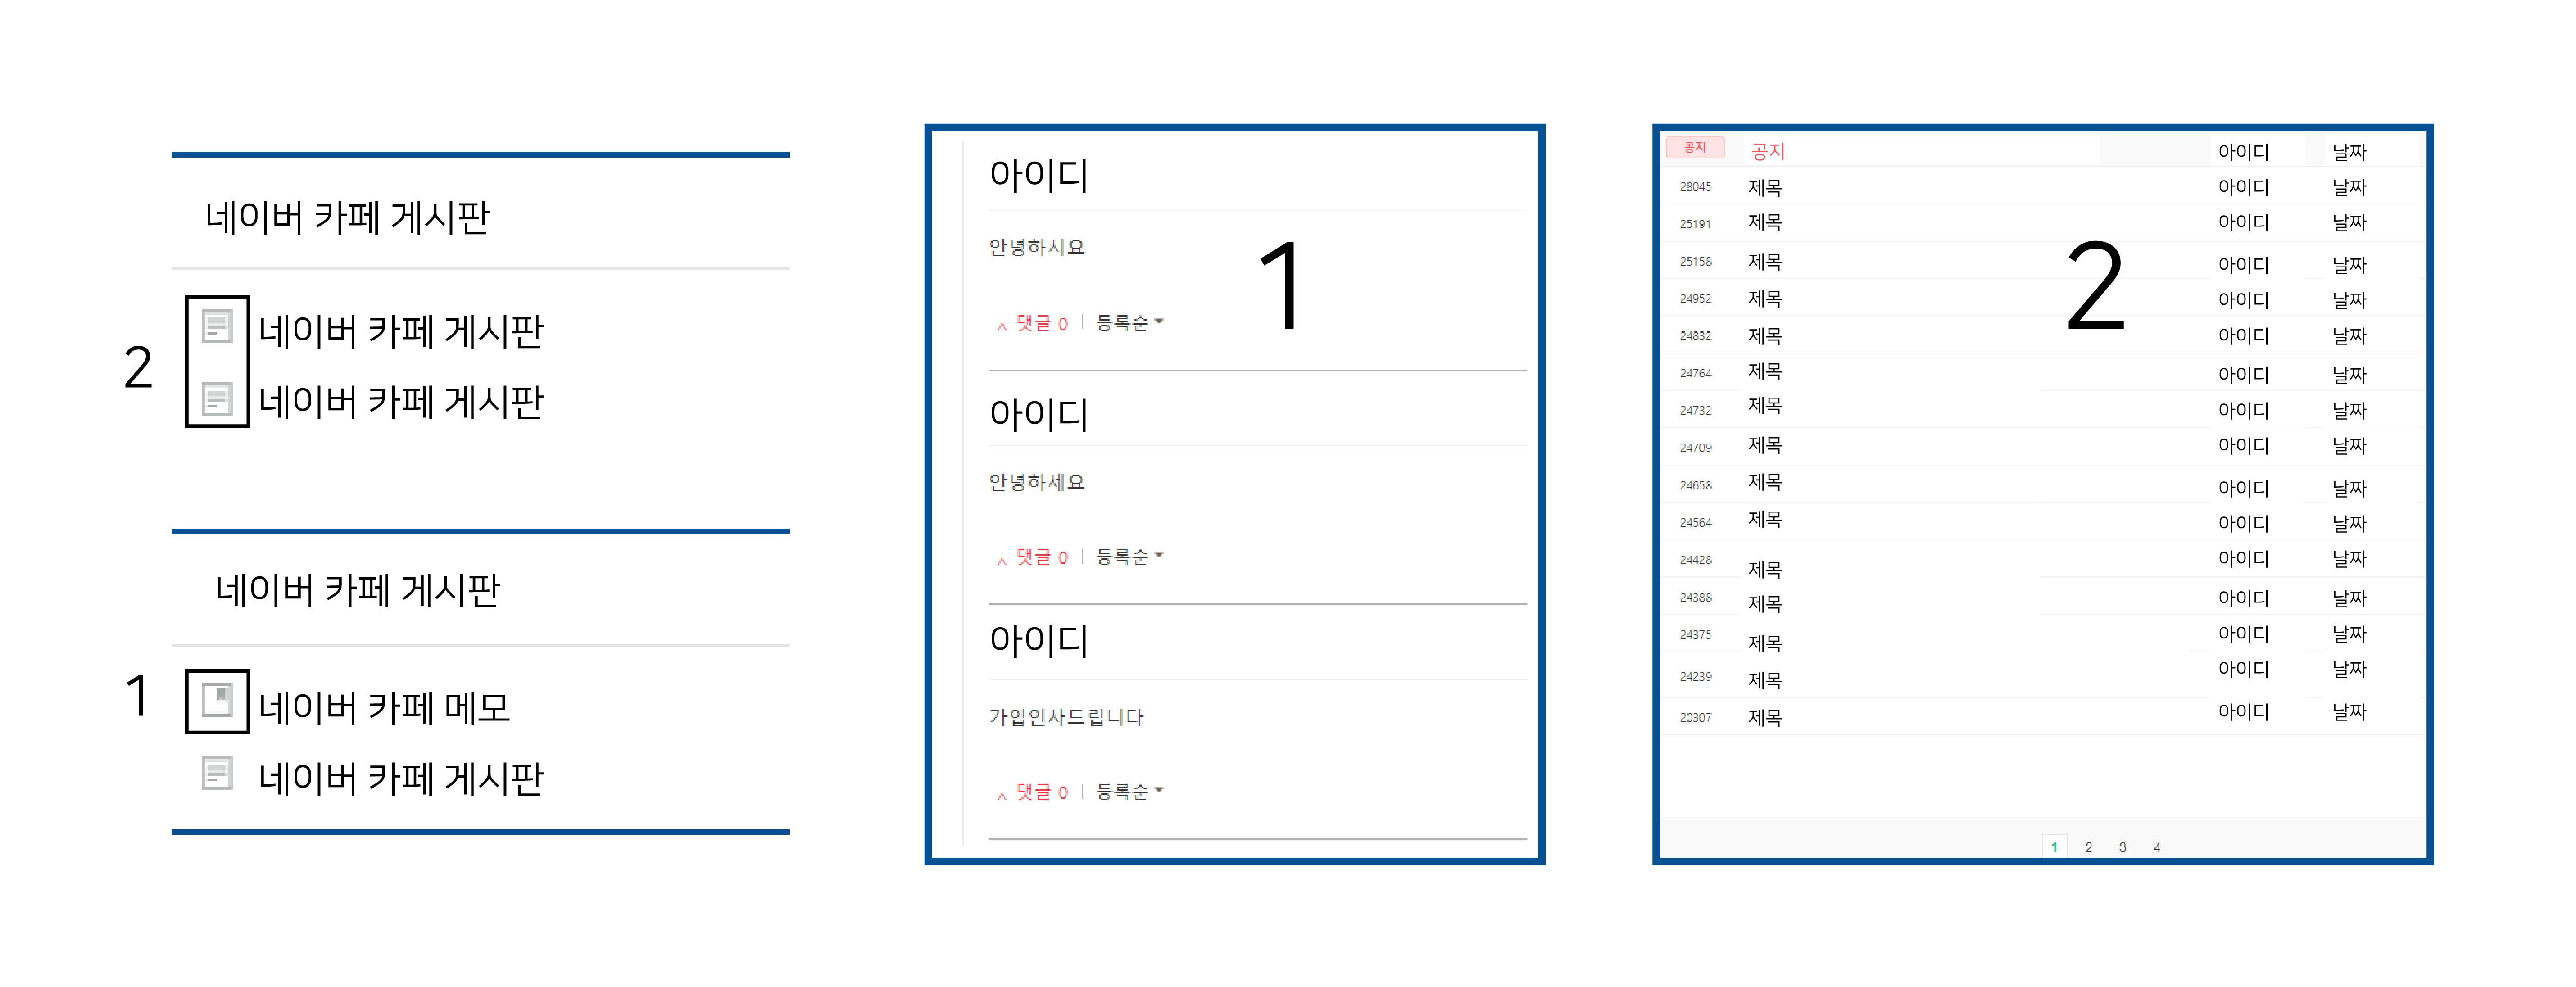 네이버 카페 게시판
2
네이버 카페 게시판
네이버 카페 게시판
네이버 카페 게시판
1
네이버 카페 메모
네이버 카페 게시판
1
아이디
안녕하시요
^ 댓글 0 | 등록순
아이디
안녕하세요
^ 댓글 0 | 등록순
아이디
가입인사드립니다
^ 댓글 0 | 등록순
2
공지 공지 아이디 날짜
28045 제목 아이디 날짜
25191 제목 아이디 날짜
25158 제목 아이디 날짜
24952 제목 아이디 날짜
24832 제목 아이디 날짜
24764 제목 아이디 날짜
24732 제목 아이디 날짜
24709 제목 아이디 날짜
24658 제목 아이디 날짜
24564 제목 아이디 날짜
24428 제목 아이디 날짜
24388 제목 아이디 날짜
24375 제목 아이디 날짜
24239 제목 아이디 날짜
20307 제목 아이디 날짜
1 2 3 4